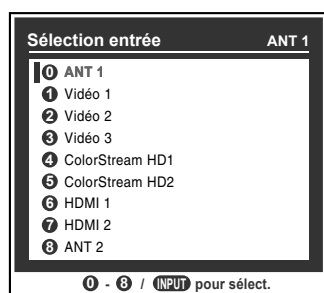 Sélection entrée ANT 1
0 ANT 1
1 Vidéo 1
2 Vidéo 2
3 Vidéo 3
4 ColorStream HD1
5 ColorStream HD2
6 HDMI 1
7 HDMI 2
8 ANT 2
0 - 8 / INPUT pour sélect.